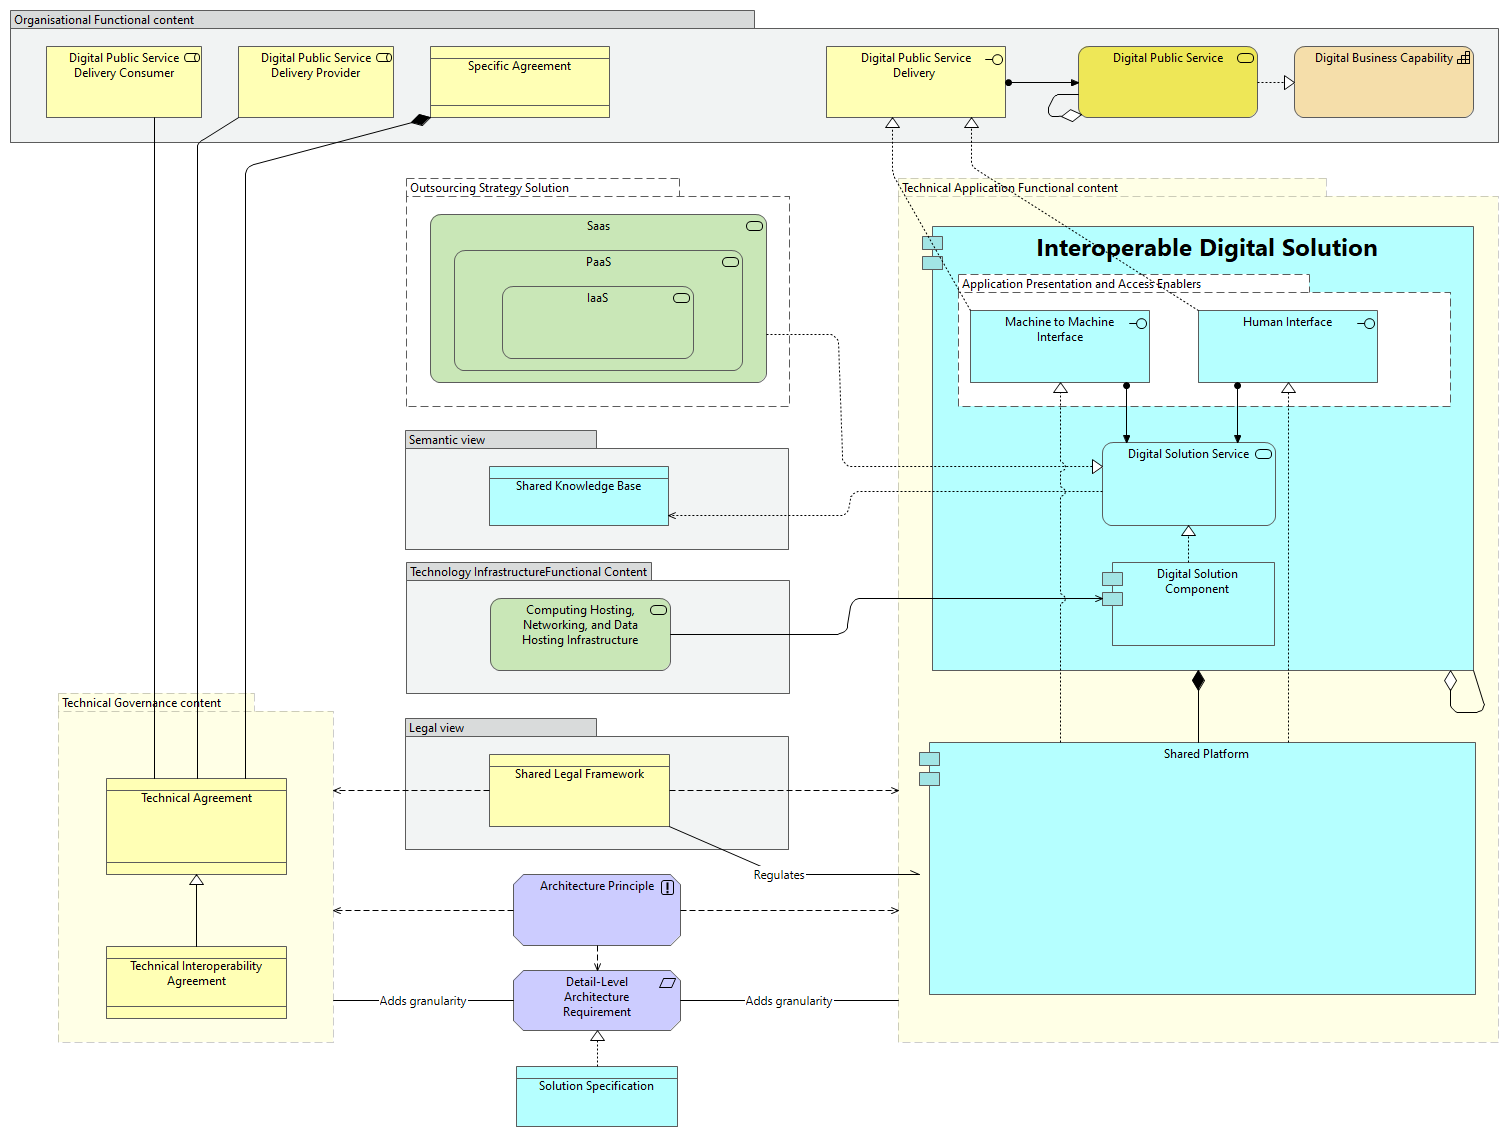 Organisational Functional content
Digital Public Service
Delivery Consumer
Digital Public Service
Delivery Provider
Specific Agreement
Digital Public Service
Delivery
Digital Public Service
Digital Business Capability
Outsourcing Strategy Solution
Saas
PaaS
IaaS
Technical Application Functional content
Interoperable Digital Solution
Application Presentation and Access Enablers
Machine to Machine
Interface
Human Interface
Semantic view
Shared Knowledge Base
Digital Solution Service
Technology InfrastructureFunctional Content
Computing Hosting,
Networking, and Data
Hosting Infrastructure
Digital Solution
Component
Technical Governance content
Legal view
Shared Legal Framework
Shared Platform
Technical Agreement
Regulates
Architecture Principle
Technical Interoperability
Agreement
Detail-Level
Architecture
Requirement
Adds granularity
Adds granularity
Solution Specification